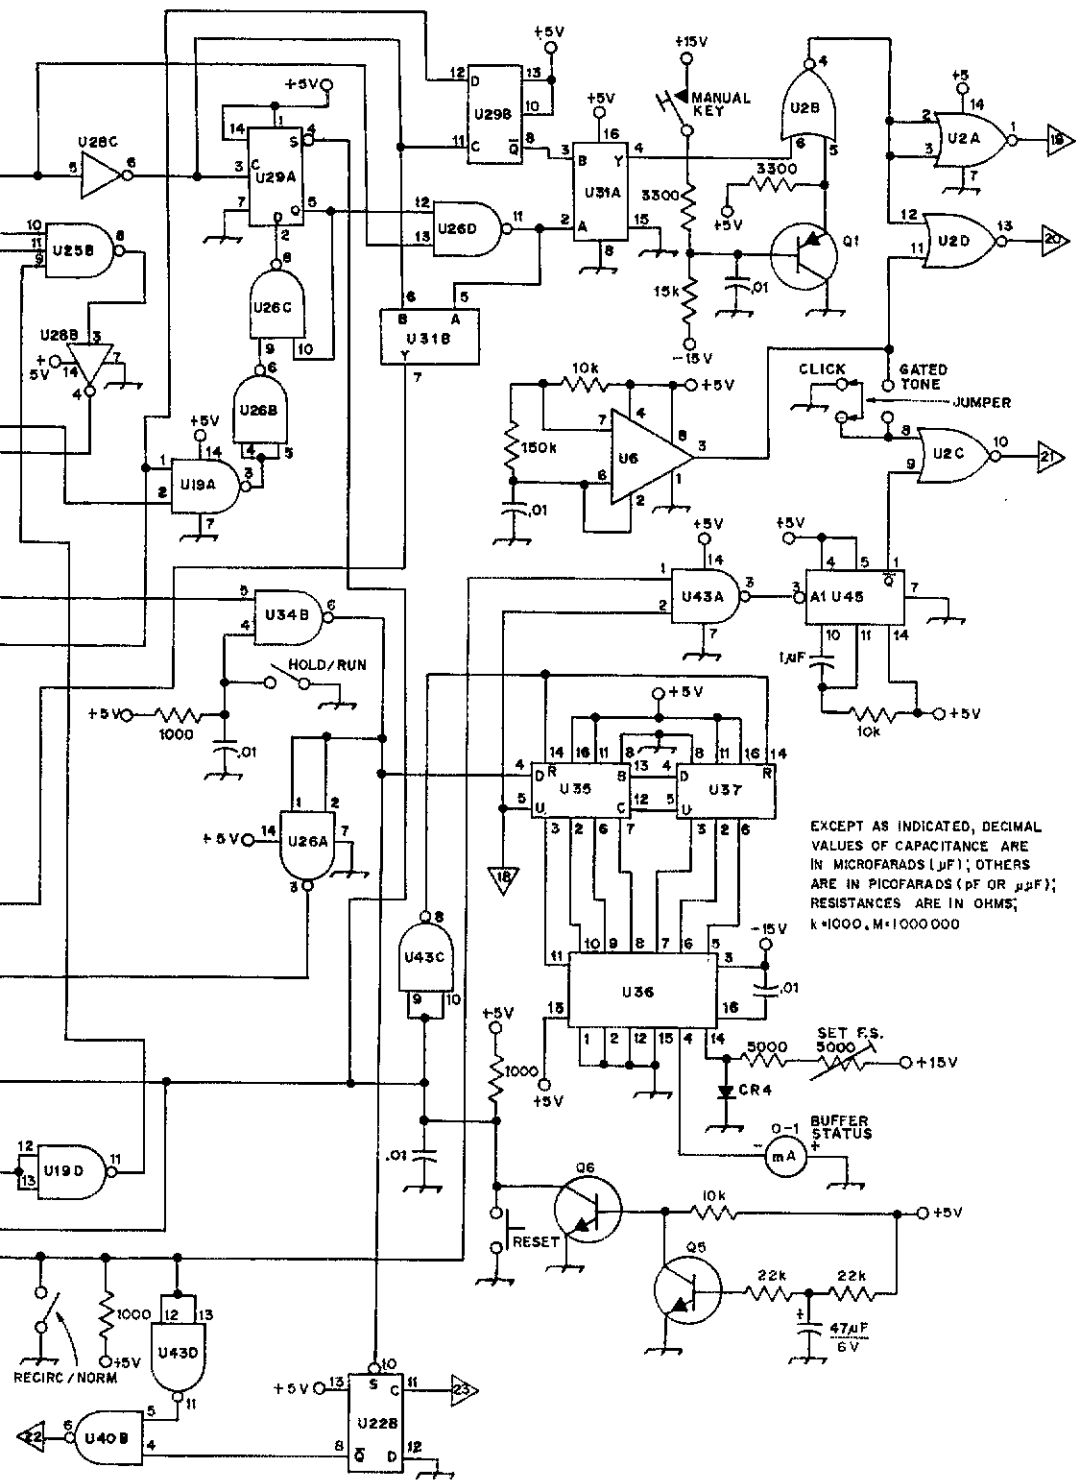 +5V
+15V
+5V
12
D
13
U29B
10
11
C
Q̄
8
MANUAL
KEY
4
U2B
6
5
+5
14
2
3
U2A
1
7
19
U28C
5
6
+5V
14
1
4
S
3
C
U29A
7
Q
5
D
2
+5V
16
3
B
Y
4
U31A
2
A
15
8
3300
3300
+5V
Q1
12
11
U2D
13
20
10
11
9
U25B
8
12
13
U26D
11
8
U26C
9
10
6
5
B
A
U31B
Y
7
15k
.01
-15V
U28B
+
5V
14
3
7
4
6
U26B
4
5
+5V
14
1
2
U19A
3
7
10k
+5V
150k
7
4
8
U6
3
6
1
2
.01
CLICK
GATED
TONE
JUMPER
8
9
U2C
10
21
+5V
14
1
2
U43A
3
7
+5V
4
5
1
Q̄
3
A1 U45
7
10
11
14
1µF
10k
+5V
5
4
U34B
6
HOLD/RUN
+5V
1000
.01
+5V
14
16
11
8
8
11
16
14
4
D
R̄
B
13
4
D
R̄
U35
U37
5
U
C
12
5
U
3
2
6
7
3
2
6
18
1
2
+5V
14
U26A
7
3
EXCEPT AS INDICATED, DECIMAL
VALUES OF CAPACITANCE ARE
IN MICROFARADS (µF); OTHERS
ARE IN PICOFARADS (pF OR µµF);
RESISTANCES ARE IN OHMS;
k=1000, M=1000000
8
U43C
9
10
11
10
9
8
7
6
5
-15V
3
U36
.01
13
16
1
2
12
15
4
14
+5V
+5V
1000
5000
SET F.S.
5000
+15V
CR4
BUFFER
STATUS
0-1
-
mA
+
12
13
U19D
11
.01
RESET
Q6
10k
+5V
Q5
22k
22k
+
47µF
6V
1000
+5V
RECIRC/NORM
12
13
U43D
11
5
4
U40B
6
22
10
+5V
13
S
C
11
23
U22B
8
Q̄
D
12